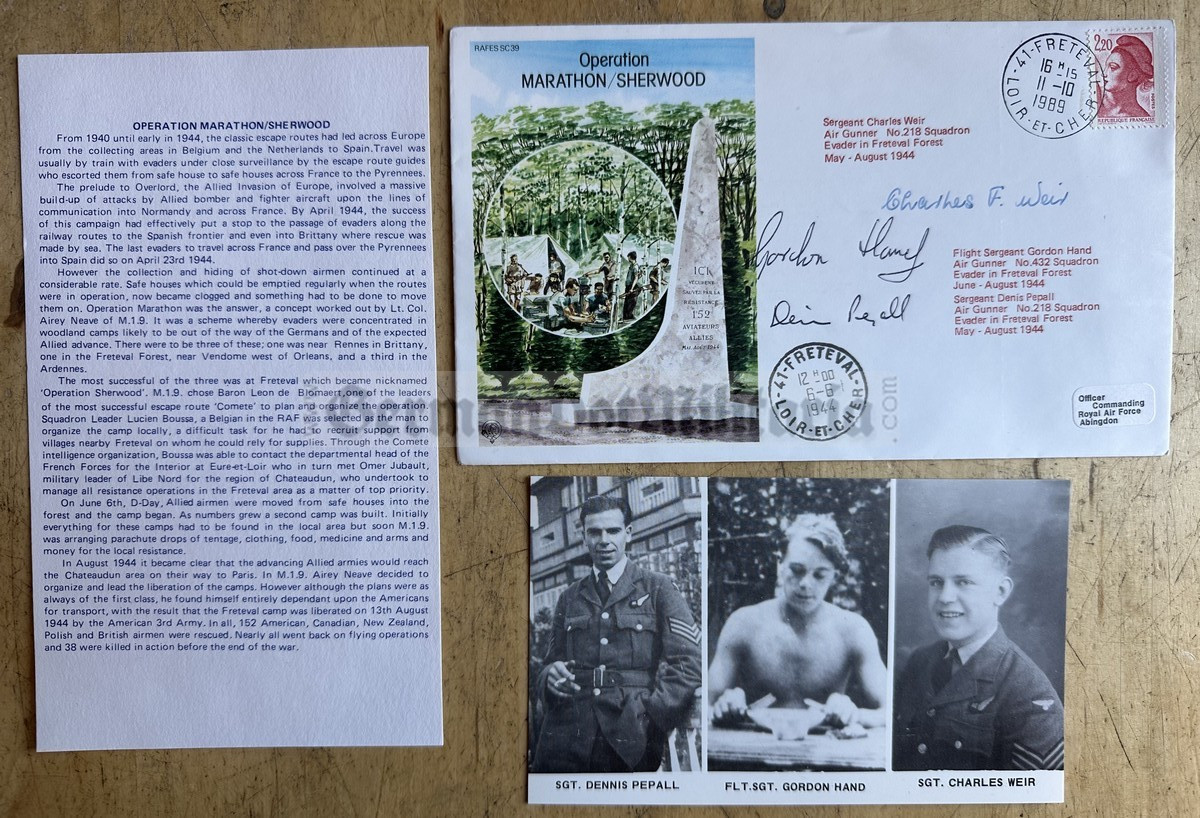 OPERATION MARATHON/SHERWOOD
From 1940 until early in 1944, the classic escape routes had led across Europe
from the collecting areas in Belgium and the Netherlands to Spain.Travel was
usually by train with evaders under close surveillance by the escape route guides
who escorted them from safe house to safe houses across France to the Pyrennees.
The prelude to Overlord, the Allied Invasion of Europe, involved a massive
build-up of attacks by Allied bomber and fighter aircraft upon the lines of
communication into Normandy and across France. By April 1944, the success
of this campaign had effectively put a stop to the passage of evaders along the
railway routes to the Spanish frontier and even into Brittany where rescue was
made by sea. The last evaders to travel across France and pass over the Pyrennees
into Spain did so on April 23rd 1944.
However the collection and hiding of shot-down airmen continued at a
considerable rate. Safe houses which could be emptied regularly when the routes
were in operation, now became clogged and something had to be done to move
them on. Operation Marathon was the answer, a concept worked out by Lt. Col.
Airey Neave of M.1.9. It was a scheme whereby evaders were concentrated in
woodland camps likely to be out of the way of the Germans and of the expected
Allied advance. There were to be three of these; one was near Rennes in Brittany,
one in the Freteval Forest, near Vendome west of Orleans, and a third in the
Ardennes.
The most successful of the three was at Freteval which became nicknamed
'Operation Sherwood'. M.1.9. chose Baron Leon de of the leaders
of the most successful escape route 'Comete' to plan and organise the operation
Squadron Leader Lucien Boussa, a Belgian in the RAF was selected as the man to
organize the camp locally, a difficult task for he had to recruit support from
villages nearby Freteval on whom he could rely for supplies. Through the Comete
intelligence organization, Boussa was able to contact the departmental head of the
French Forces for the Interior at Eure-et-Loir who in turn met Omer Jubault,
military leader of Libe Nord for the region of Chateaudun, who undertook to
manage all resistance operations in the Freteval area as a matter of top priority.
On June 6th, D-Day, Allied airmen were moved from safe houses into the
forest and the camp began. As numbers grew a second camp was built. Initially
everything for these camps had to be found in the local area but soon M.1.9.
was arranging parachute drops of tentage, clothing, food, medicine and arms and
money for the local resistance.
In August 1944 it became clear that the advancing Allied armies would reach
the Chateaudun area on their way to Paris. In M.1.9. Airey Neave decided to
organize and lead the liberation of the camps. However although the plans were as
always of the first class, he found himself entirely dependant upon the Americans
for transport, with the result that the Freteval camp was liberated on 13th August
1944 by the American 3rd Army. In all, 152 American, Canadian, New Zealand,
Polish and British airmen were rescued. Nearly all went back on flying operations
and 38 were killed in action before the end of the war.
RAFES SC39
Operation
MARATHON/SHERWOOD
ICI
VECURENT
SAUVES PAR LA
RESISTANCE
152
AVIATEURS
ALLIES
MAI AOUT 1944
Sergeant Charles Weir
Air Gunner No.218 Squadron
Evader in Freteval Forest
May - August 1944
41-FRETEVAL
16 H 15
11 -10
1989
LOIR-ET-CHER
2,20
REPUBLIQUE FRANÇAISE
Charles F. Weir
Gordon Hand
Flight Sergeant Gordon Hand
Air Gunner No.432 Squadron
Evader in Freteval Forest
June - August 1944
Dennis Pepall
Sergeant Denis Pepall
Air Gunner No.218 Squadron
Evader in Freteval Forest
May - August 1944
41-FRETEVAL
12 H 00
6-6
1944
LOIR-ET-CHER
Officer
Commanding
Royal Air Force
Abingdon
.com
SGT. DENNIS PEPALL
FLT.SGT. GORDON HAND
SGT. CHARLES WEIR